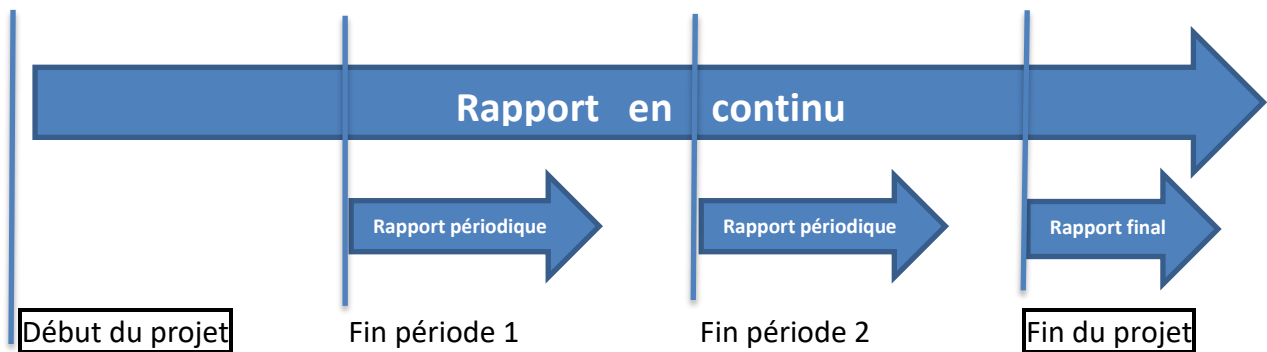 Rapport en continu
Rapport périodique
Rapport périodique
Rapport final
Début du projet
Fin période 1
Fin période 2
Fin du projet